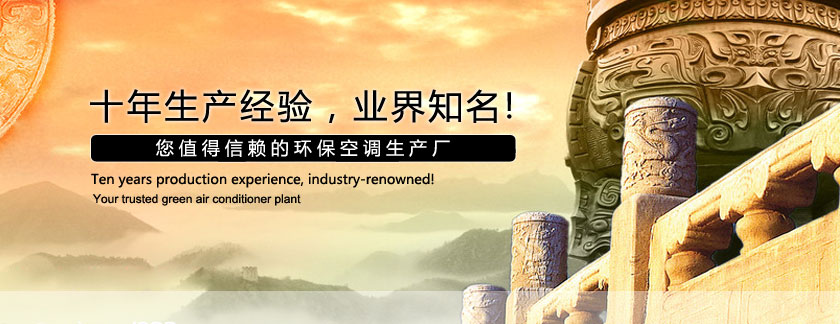 十年生产经验，业界知名!
您值得信赖的环保空调生产厂
Ten years production experience, industry-renowned!
Your trusted green air conditioner plant